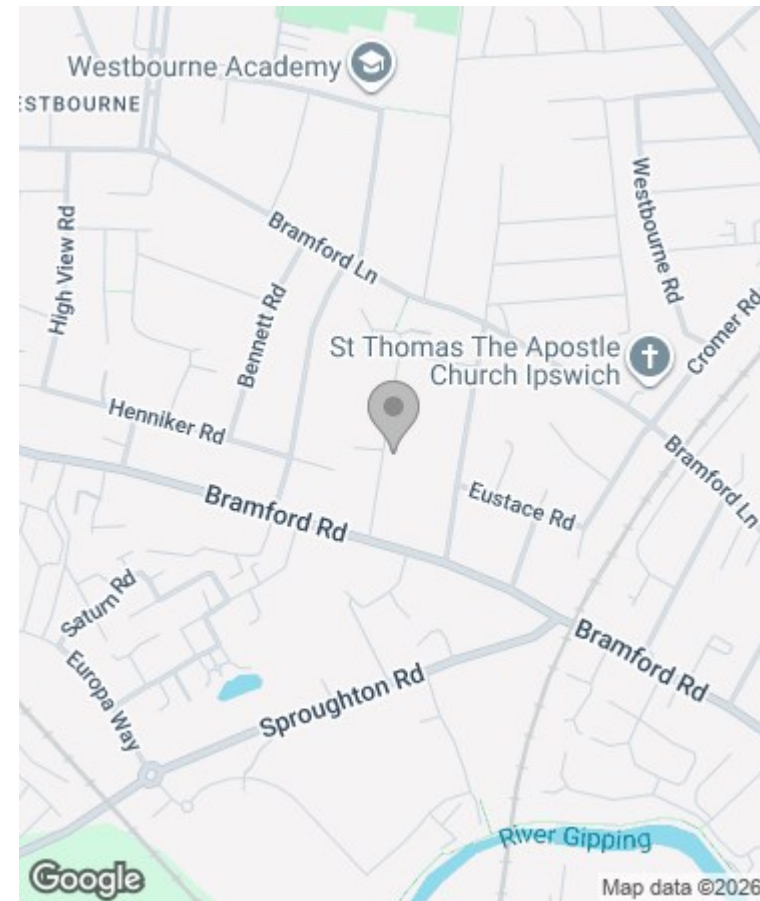 Westbourne Academy
ESTBOURNE
Westbourne Rd
High View Rd
Bramford Ln
Bennett Rd
Cromer Rd
St Thomas The Apostle
Church Ipswich
Henniker Rd
Bramford Ln
Bramford Rd
Eustace Rd
Saturn Rd
Bramford Rd
Europa Way
Sproughton Rd
River Gipping
Google
Map data ©2026